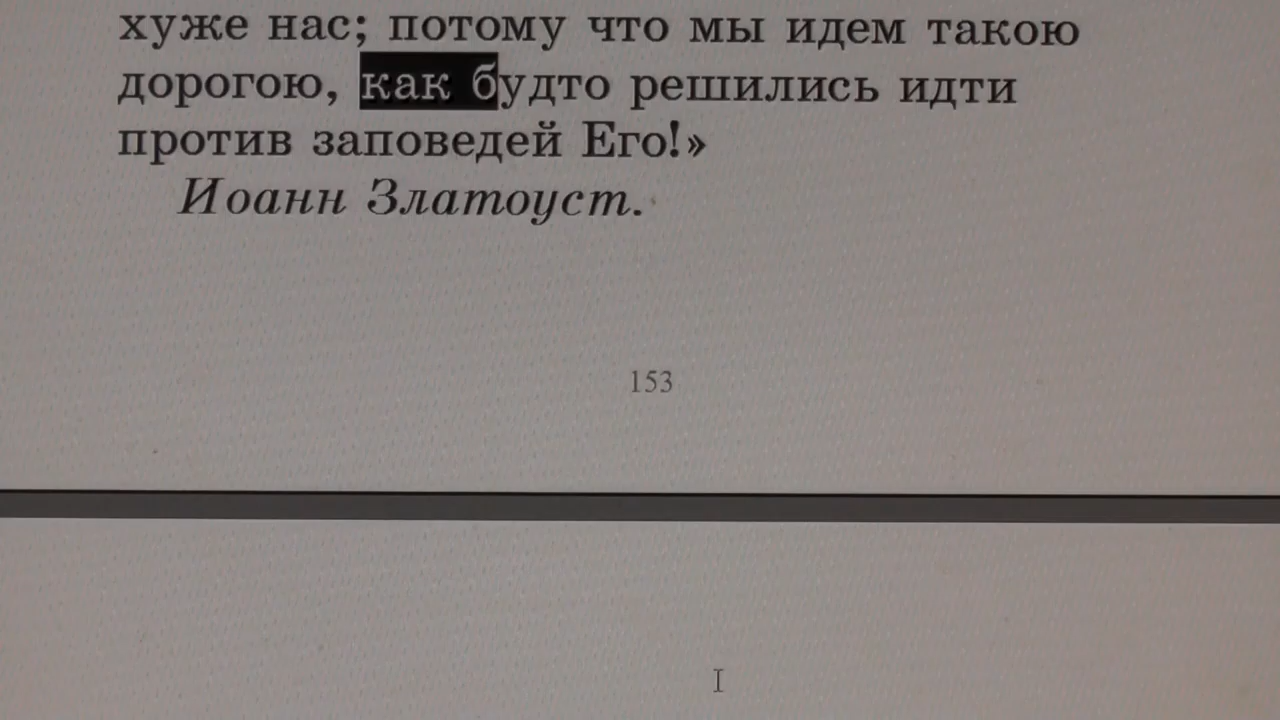 хуже нас; потому что мы идем такою
дорогою, как будто решились идти
против заповедей Его!»
Иоанн Златоуст.
153